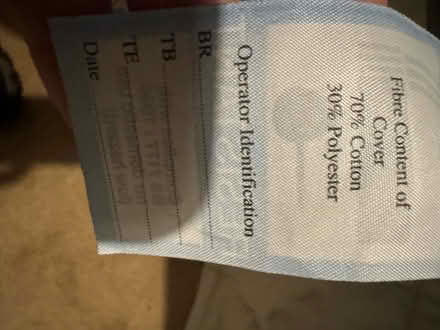 Fibre Content of
Cover
70% Cotton
30% Polyester
Operator Identification
BR
TB
TE
Date